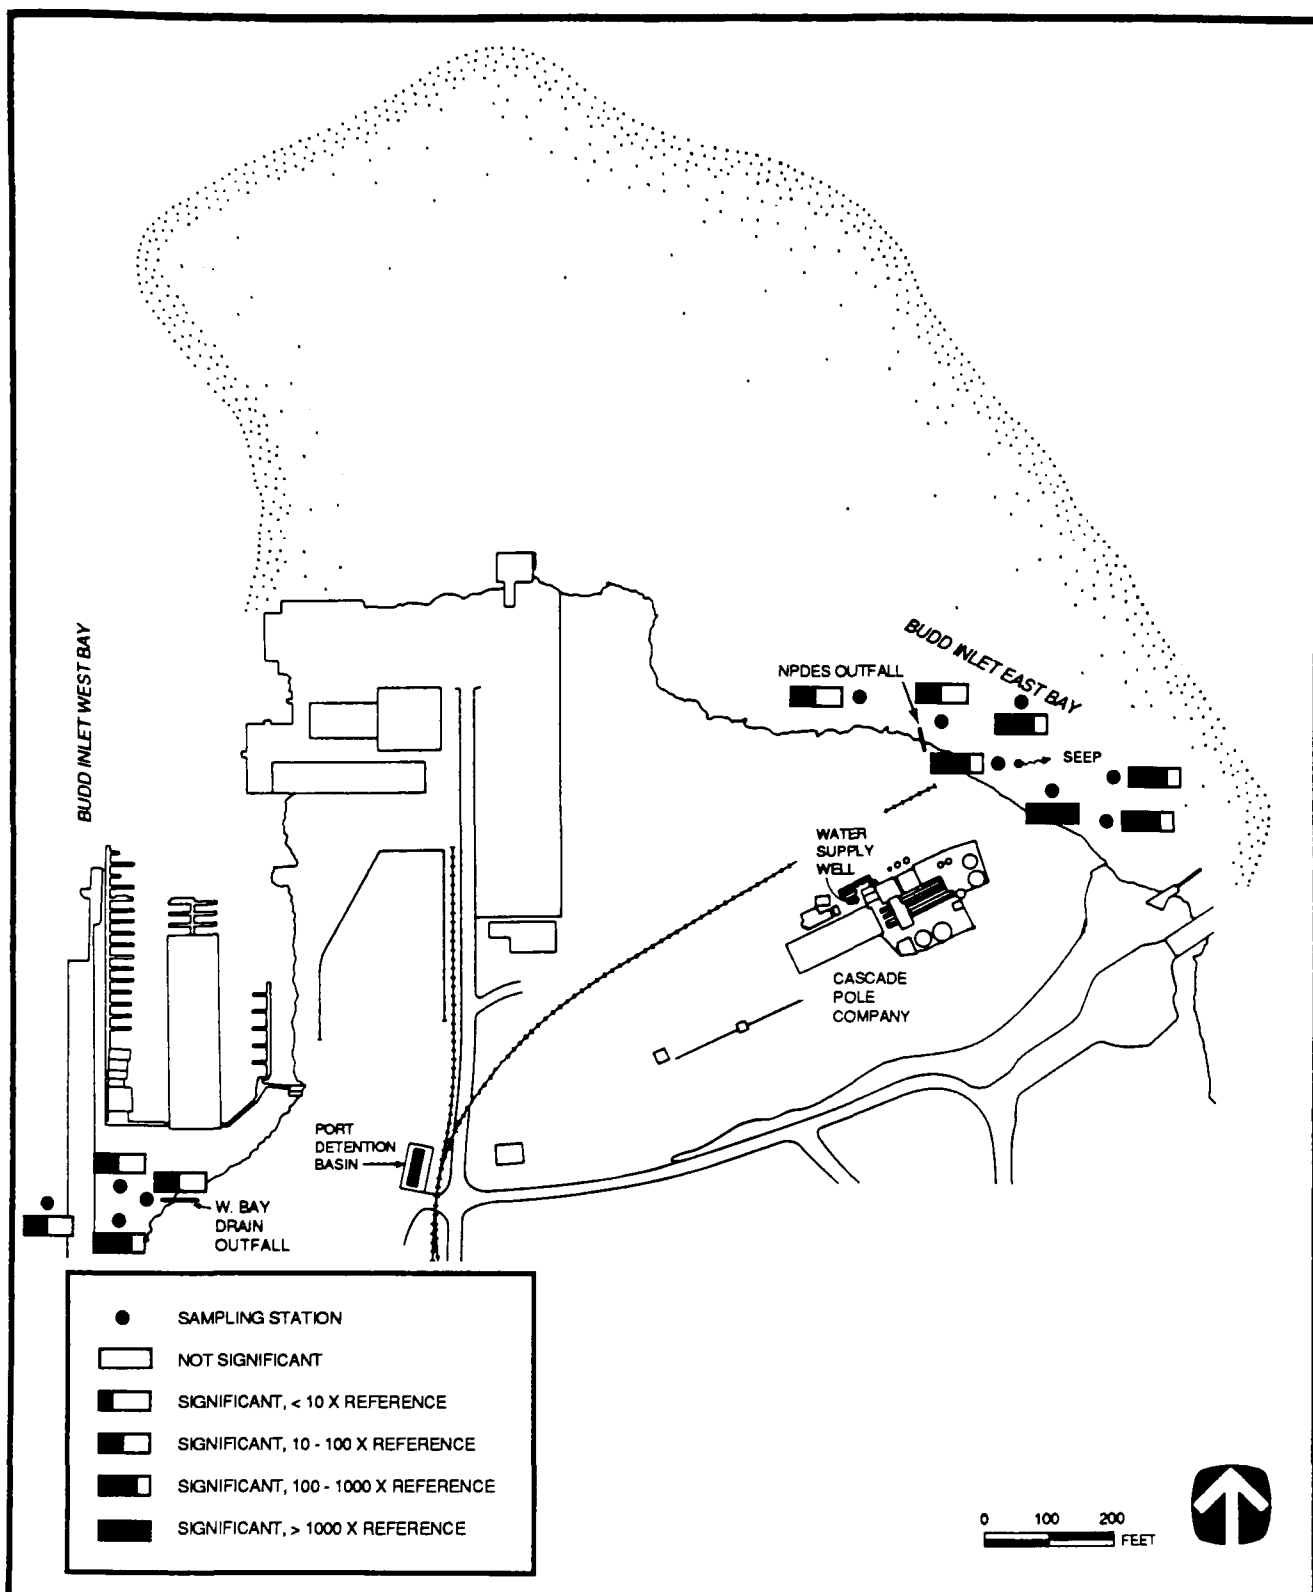 BUDD INLET WEST BAY
BUDD INLET EAST BAY
NPDES OUTFALL
SEEP
WATER
SUPPLY
WELL
CASCADE
POLE
COMPANY
PORT
DETENTION
BASIN
W. BAY
DRAIN
OUTFALL
SAMPLING STATION
NOT SIGNIFICANT
SIGNIFICANT, < 10 X REFERENCE
SIGNIFICANT, 10 - 100 X REFERENCE
SIGNIFICANT, 100 - 1000 X REFERENCE
SIGNIFICANT, > 1000 X REFERENCE
0 100 200
FEET